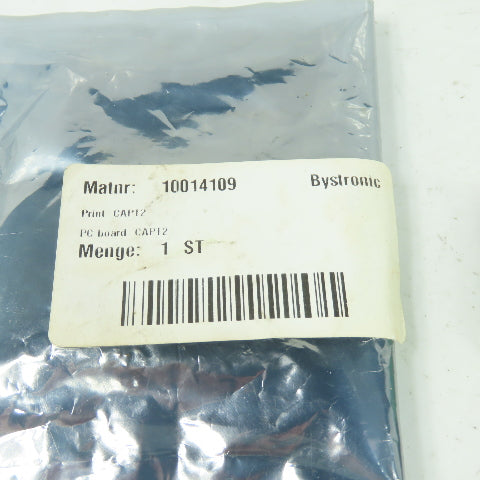 Matnr: 10014109 Bystronic
Print CAPT2
PC board CAPT2
Menge: 1 ST